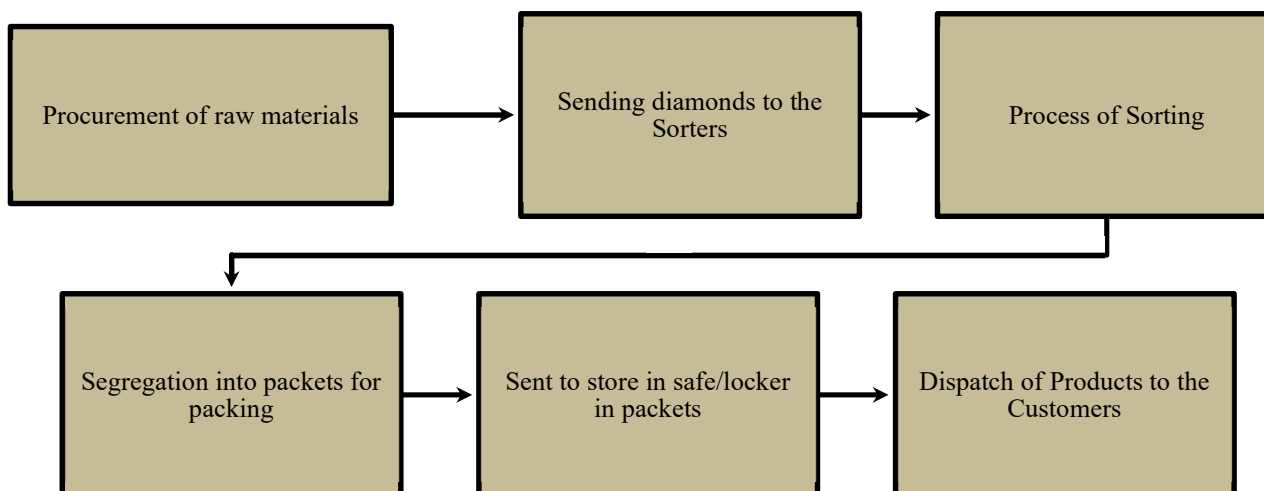 Procurement of raw materials
Sending diamonds to the
Sorters
Process of Sorting
Segregation into packets for
packing
Sent to store in safe/locker
in packets
Dispatch of Products to the
Customers